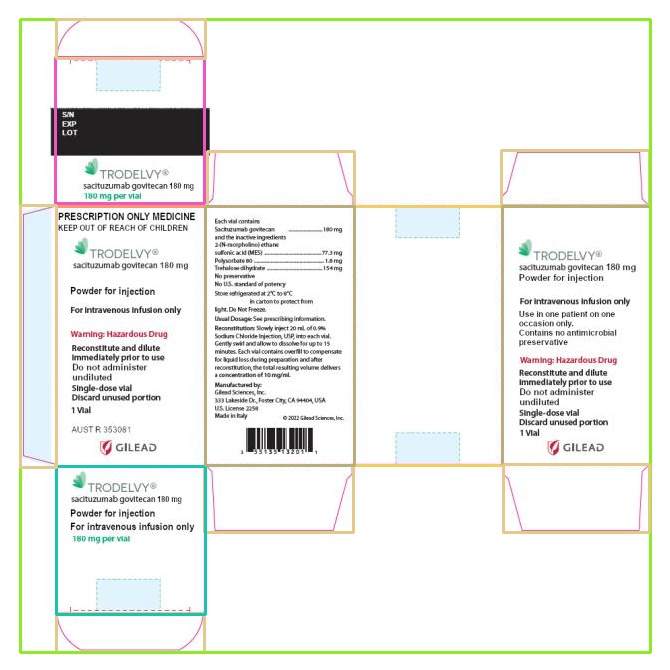 S/N
EXP
LOT
TRODELVY®
sacituzumab govitecan 180 mg
180 mg per vial
PRESCRIPTION ONLY MEDICINE
KEEP OUT OF REACH OF CHILDREN
TRODELVY®
sacituzumab govitecan 180 mg
Powder for injection
For intravenous infusion only
Warning: Hazardous Drug
Reconstitute and dilute
immediately prior to use
Do not administer
undiluted
Single-dose vial
Discard unused portion
1 Vial
AUST R 353081
GILEAD
TRODELVY®
sacituzumab govitecan 180 mg
Powder for injection
For intravenous infusion only
180 mg per vial
Each vial contains
Sacituzumab govitecan ..................180 mg
and the inactive ingredients
2-(N-morpholino) ethane
sulfonic acid (MES) ..............................77.3 mg
Polysorbate 80 ....................................1.8 mg
Trehalose dihydrate ............................154 mg
No preservative
No U.S. standard of potency
Store refrigerated at 2°C to 8°C
in carton to protect from
light. Do Not Freeze.
Usual Dosage: See prescribing information.
Reconstitution: Slowly inject 20 mL of 0.9%
Sodium Chloride Injection, USP, into each vial.
Gently swirl and allow to dissolve for up to 15
minutes. Each vial contains overfill to compensate
for liquid loss during preparation and after
reconstitution, the total resulting volume delivers
a concentration of 10 mg/ml.
Manufactured by:
Gilead Sciences, Inc.
333 Lakeside Dr., Foster City, CA 94404, USA
U.S. License 2258
Made in Italy © 2022 Gilead Sciences, Inc.
3 55135 13201 1
TRODELVY®
sacituzumab govitecan 180 mg
Powder for injection
For intravenous infusion only
Use in one patient on one
occasion only.
Contains no antimicrobial
preservative
Warning: Hazardous Drug
Reconstitute and dilute
immediately prior to use
Do not administer
undiluted
Single-dose vial
Discard unused portion
1 Vial
GILEAD